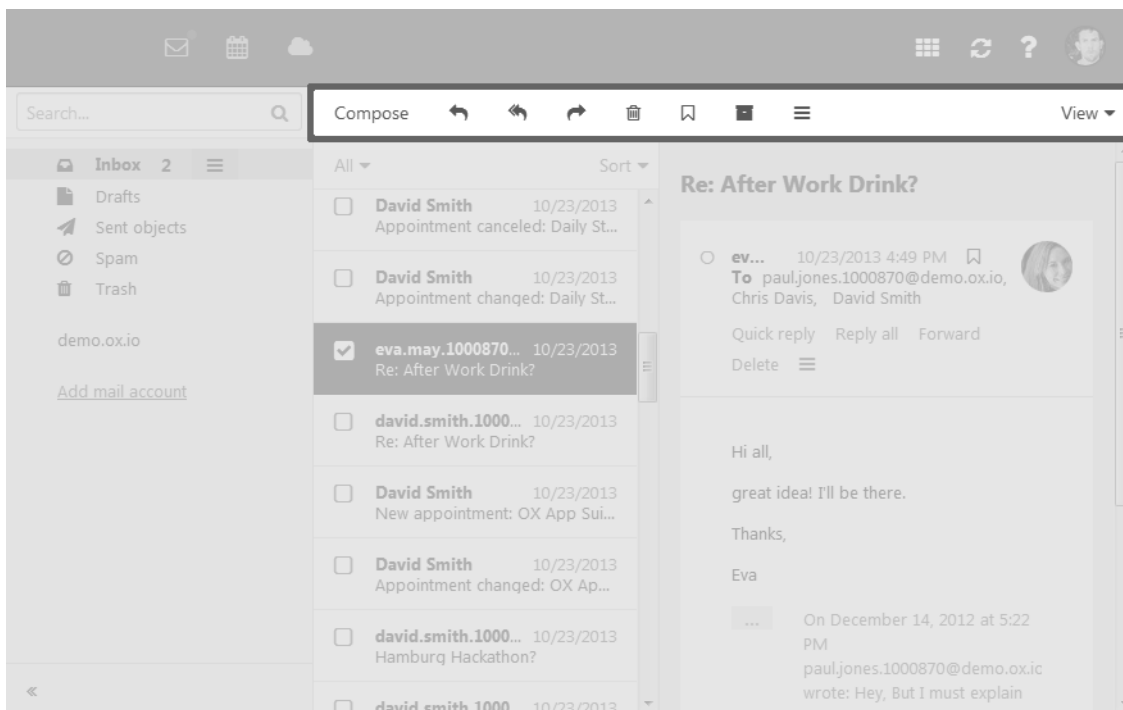 Search...
Compose
View
Inbox 2
Drafts
Sent objects
Spam
Trash
demo.ox.io
Add mail account
All
Sort
David Smith 10/23/2013
Appointment canceled: Daily St...
David Smith 10/23/2013
Appointment changed: Daily St...
eva.may.1000870... 10/23/2013
Re: After Work Drink?
david.smith.1000... 10/23/2013
Re: After Work Drink?
David Smith 10/23/2013
New appointment: OX App Sui...
David Smith 10/23/2013
Appointment changed: OX Ap...
david.smith.1000... 10/23/2013
Hamburg Hackathon?
david.smith.1000... 10/23/2013
Re: After Work Drink?
ev... 10/23/2013 4:49 PM
To paul.jones.1000870@demo.ox.io,
Chris Davis, David Smith
Quick reply Reply all Forward
Delete
Hi all,
great idea! I'll be there.
Thanks,
Eva
... On December 14, 2012 at 5:22
PM
paul.jones.1000870@demo.ox.ic
wrote: Hey, But I must explain